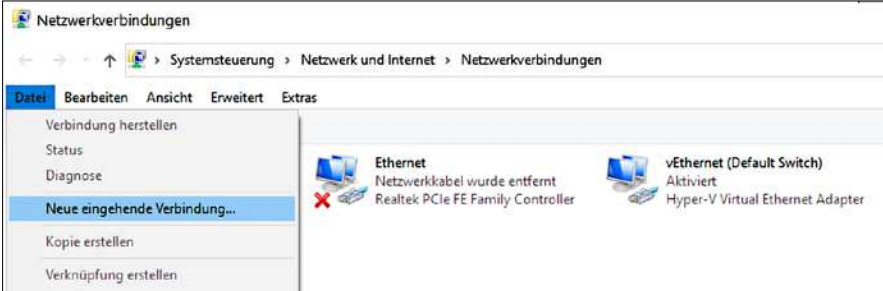 Netzwerkverbindungen
Systemsteuerung > Netzwerk und Internet > Netzwerkverbindungen
Datei Bearbeiten Ansicht Erweitert Extras
Verbindung herstellen
Status
Diagnose
Neue eingehende Verbindung...
Kopie erstellen
Verknüpfung erstellen
Ethernet
Netzwerkkabel wurde entfernt
Realtek PCIe FE Family Controller
vEthernet (Default Switch)
Aktiviert
Hyper-V Virtual Ethernet Adapter